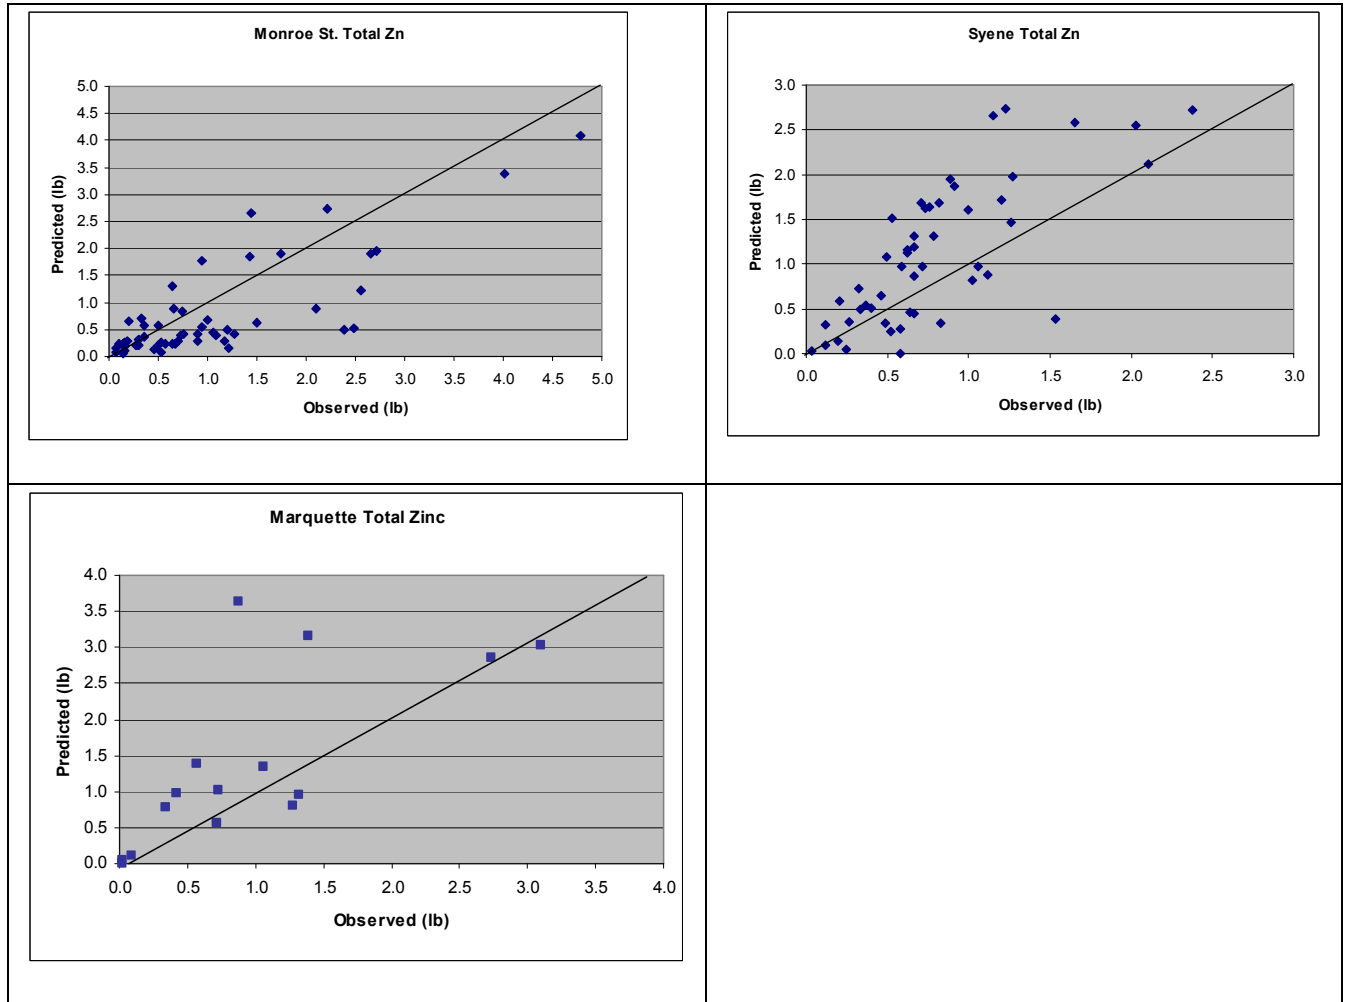 Monroe St. Total Zn
5.0
4.5
4.0
3.5
3.0
2.5
2.0
1.5
1.0
0.5
0.0
Predicted (lb)
0.0 0.5 1.0 1.5 2.0 2.5 3.0 3.5 4.0 4.5 5.0
Observed (lb)
Syene Total Zn
3.0
2.5
2.0
1.5
1.0
0.5
0.0
Predicted (lb)
0.0 0.5 1.0 1.5 2.0 2.5 3.0
Observed (lb)
Marquette Total Zinc
4.0
3.5
3.0
2.5
2.0
1.5
1.0
0.5
0.0
Predicted (lb)
0.0 0.5 1.0 1.5 2.0 2.5 3.0 3.5 4.0
Observed (lb)